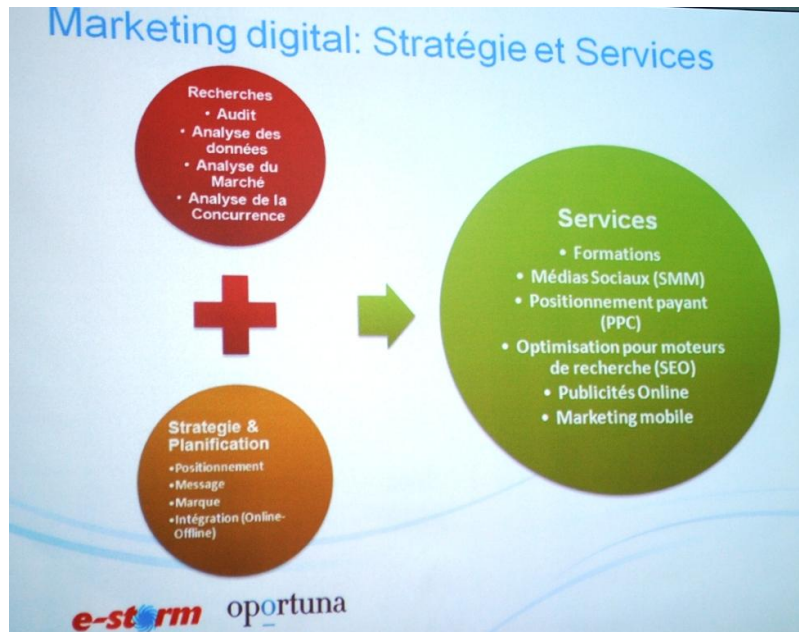 Marketing digital: Stratégie et Services
Recherches
• Audit
• Analyse des
données
• Analyse du
Marché
• Analyse de la
Concurrence
Services
• Formations
• Médias Sociaux (SMM)
• Positionnement payant
(PPC)
• Optimisation pour moteurs
de recherche (SEO)
• Publicités Online
• Marketing mobile
Strategie &
Planification
•Positionnement
•Message
•Marque
•Intégration (Online-
Offline)
e-storm oportuna